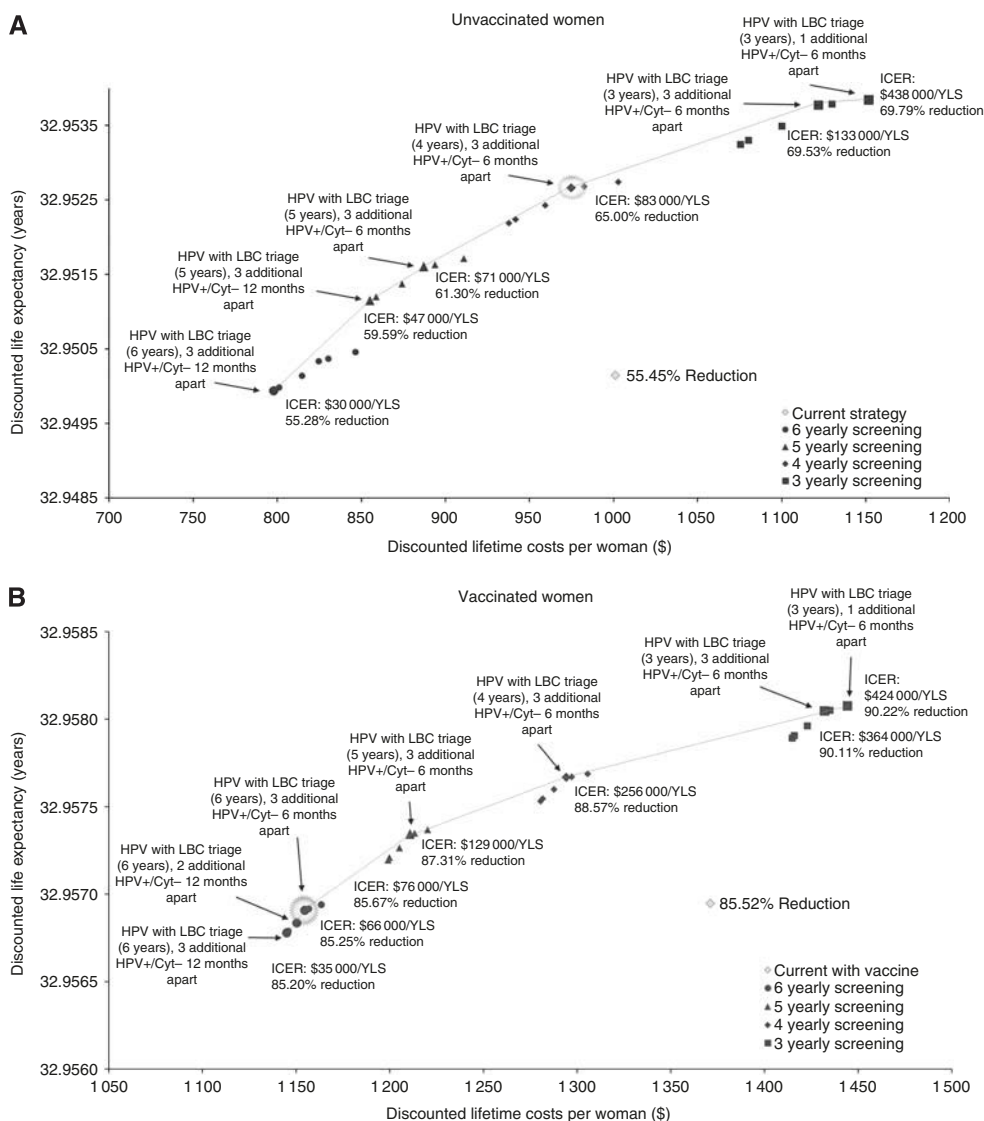 A
Unvaccinated women
HPV with LBC triage
(3 years), 1 additional
HPV+/Cyt– 6 months
apart
HPV with LBC triage
(3 years), 3 additional
HPV+/Cyt– 6 months
apart
ICER:
$438 000/YLS
69.79% reduction
ICER: $133 000/YLS
69.53% reduction
HPV with LBC triage
(4 years), 3 additional
HPV+/Cyt– 6 months
apart
ICER: $83 000/YLS
65.00% reduction
HPV with LBC triage
(5 years), 3 additional
HPV+/Cyt– 6 months
apart
ICER: $71 000/YLS
61.30% reduction
HPV with LBC triage
(5 years), 3 additional
HPV+/Cyt– 12 months
apart
ICER: $47 000/YLS
59.59% reduction
HPV with LBC triage
(6 years), 3 additional
HPV+/Cyt– 12 months
apart
ICER: $30 000/YLS
55.28% reduction
55.45% Reduction
Current strategy
6 yearly screening
5 yearly screening
4 yearly screening
3 yearly screening
Discounted life expectancy (years)
32.9535
32.9525
32.9515
32.9505
32.9495
32.9485
700 800 850 900 950 1 000 1 050 1 100 1 150 1 200
Discounted lifetime costs per woman ($)
B
Vaccinated women
HPV with LBC triage
(3 years), 1 additional
HPV+/Cyt– 6 months
apart
HPV with LBC triage
(3 years), 3 additional
HPV+/Cyt– 6 months
apart
ICER:
$424 000/YLS
90.22% reduction
ICER: $364 000/YLS
90.11% reduction
HPV with LBC triage
(4 years), 3 additional
HPV+/Cyt– 6 months
apart
ICER: $256 000/YLS
88.57% reduction
HPV with LBC triage
(5 years), 3 additional
HPV+/Cyt– 6 months
apart
ICER: $129 000/YLS
87.31% reduction
HPV with LBC triage
(6 years), 3 additional
HPV+/Cyt– 6 months
apart
ICER: $76 000/YLS
85.67% reduction
HPV with LBC triage
(6 years), 2 additional
HPV+/Cyt– 12 months
apart
ICER: $66 000/YLS
85.25% reduction
HPV with LBC triage
(6 years), 3 additional
HPV+/Cyt– 12 months
apart
ICER: $35 000/YLS
85.20% reduction
85.52% Reduction
Current with vaccine
6 yearly screening
5 yearly screening
4 yearly screening
3 yearly screening
Discounted life expectancy (years)
32.9585
32.9580
32.9575
32.9570
32.9565
32.9560
1 050 1 150 1 200 1 250 1 300 1 350 1 400 1 450 1 500
Discounted lifetime costs per woman ($)